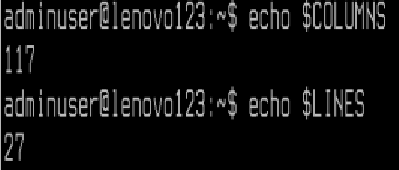 adminuser@lenovo123:~$ echo $COLUMNS
117
adminuser@lenovo123:~$ echo $LINES
27